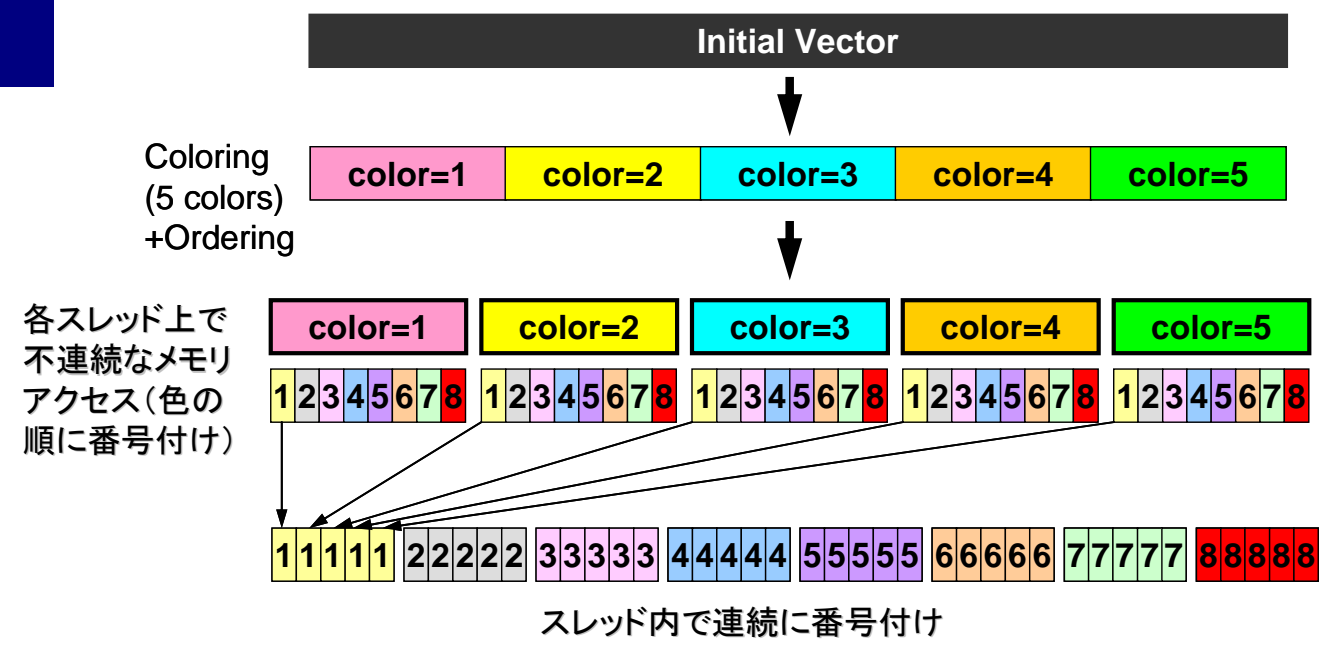 Initial Vector
Coloring
(5 colors)
+Ordering
color=1 color=2 color=3 color=4 color=5
各スレッド上で
不連続なメモリ
アクセス(色の
順に番号付け)
color=1 color=2 color=3 color=4 color=5
12345678 12345678 12345678 12345678 12345678
11111 22222 33333 44444 55555 66666 77777 88888
スレッド内で連続に番号付け